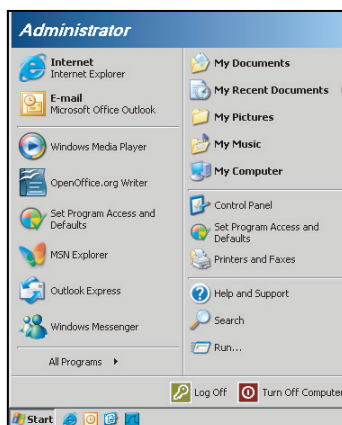 Administrator
Internet
Internet Explorer
E-mail
Microsoft Office Outlook
Windows Media Player
OpenOffice.org Writer
Set Program Access and
Defaults
MSN Explorer
Outlook Express
Windows Messenger
All Programs
My Documents
My Recent Documents
My Pictures
My Music
My Computer
Control Panel
Set Program Access and
Defaults
Printers and Faxes
Help and Support
Search
Run...
Log Off
Turn Off Computer
Start